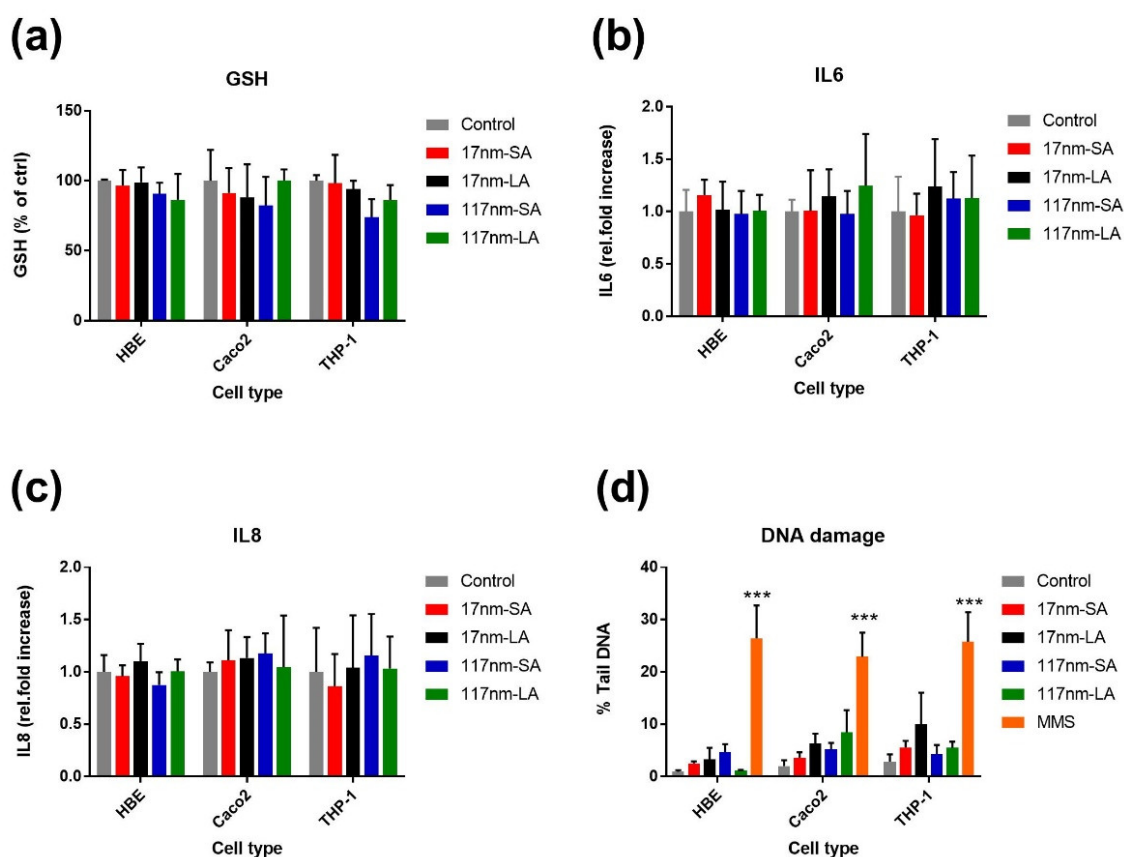 (a)
GSH
GSH (% of ctrl)
150
100
50
0
HBE
Caco2
THP-1
Cell type
Control
17nm-SA
17nm-LA
117nm-SA
117nm-LA
(b)
IL6
IL6 (rel.fold increase)
2.0
1.5
1.0
0.5
0.0
HBE
Caco2
THP-1
Cell type
Control
17nm-SA
17nm-LA
117nm-SA
117nm-LA
(c)
IL8
IL8 (rel.fold increase)
2.0
1.5
1.0
0.5
0.0
HBE
Caco2
THP-1
Cell type
Control
17nm-SA
17nm-LA
117nm-SA
117nm-LA
(d)
DNA damage
% Tail DNA
40
30
20
10
0
***
***
***
HBE
Caco2
THP-1
Cell type
Control
17nm-SA
17nm-LA
117nm-SA
117nm-LA
MMS